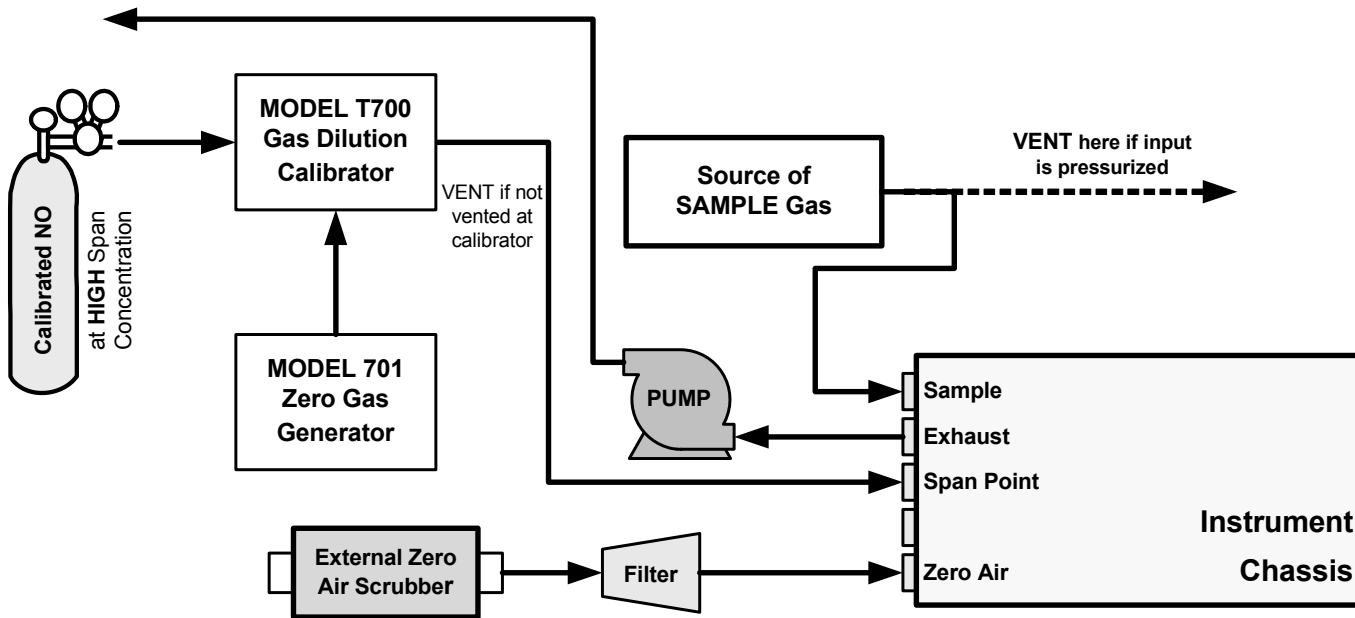 MODEL T700
Gas Dilution
Calibrator
Calibrated NO
at HIGH Span
Concentration
VENT if not
vented at
calibrator
MODEL 701
Zero Gas
Generator
Source of
SAMPLE Gas
VENT here if input
is pressurized
PUMP
Sample
Exhaust
Span Point
Zero Air
Instrument
Chassis
External Zero
Air Scrubber
Filter